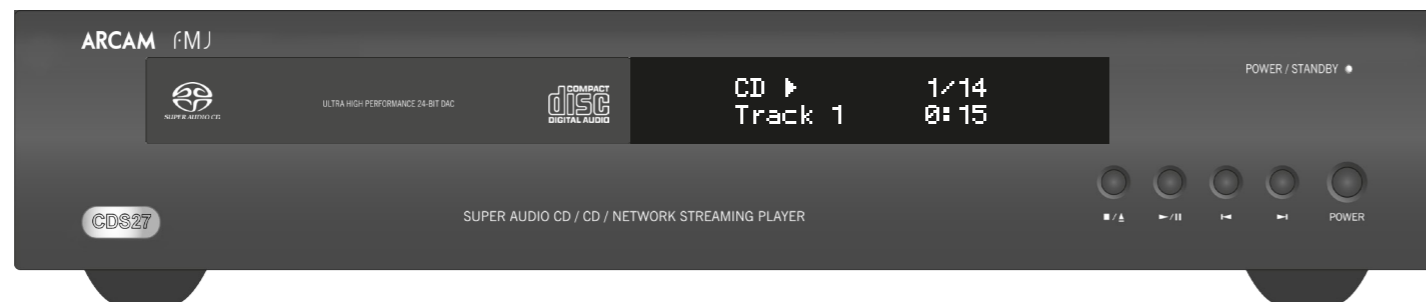 ARCAM FMJ
POWER / STANDBY
SUPER AUDIO CD
ULTRA HIGH PERFORMANCE 24-BIT DAC
COMPACT
disc
DIGITAL AUDIO
CD 1/14
Track 1 0:15
CDS27
SUPER AUDIO CD / CD / NETWORK STREAMING PLAYER
POWER